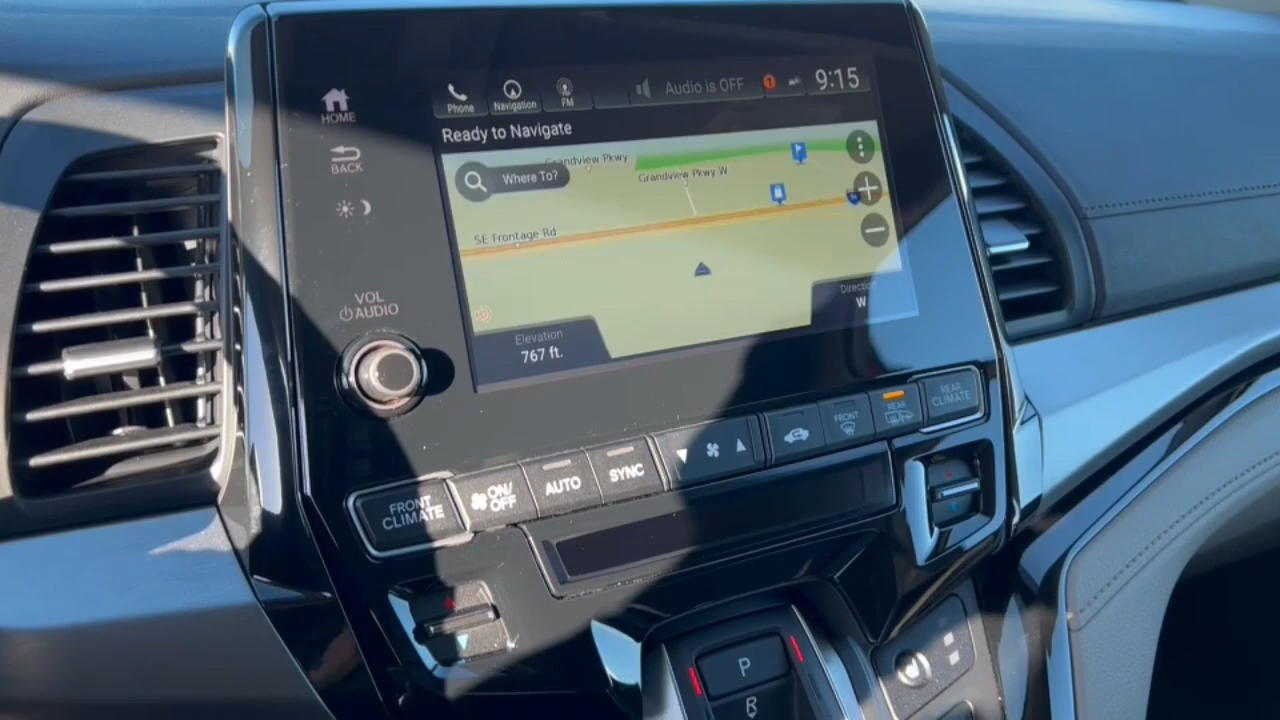 HOME
BACK
VOL
AUDIO
Phone
Navigation
FM
Audio is OFF
1
9:15
Ready to Navigate
Where To?
Grandview Pkwy
Grandview Pkwy W
SE Frontage Rd
Elevation
767 ft.
Direction
W
FRONT
CLIMATE
ON/
OFF
AUTO
SYNC
FRONT
REAR
REAR
CLIMATE
P
R